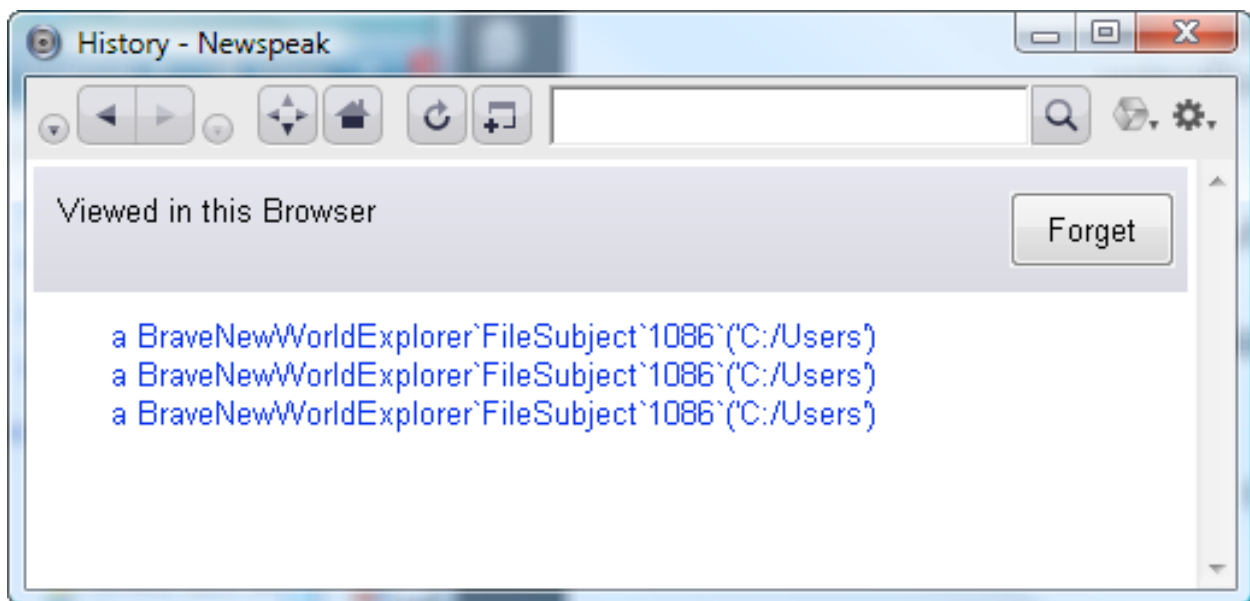 History - Newspeak
Viewed in this Browser
Forget
a BraveNewWorldExplorer`FileSubject`1086`('C:/Users')
a BraveNewWorldExplorer`FileSubject`1086`('C:/Users')
a BraveNewWorldExplorer`FileSubject`1086`('C:/Users')